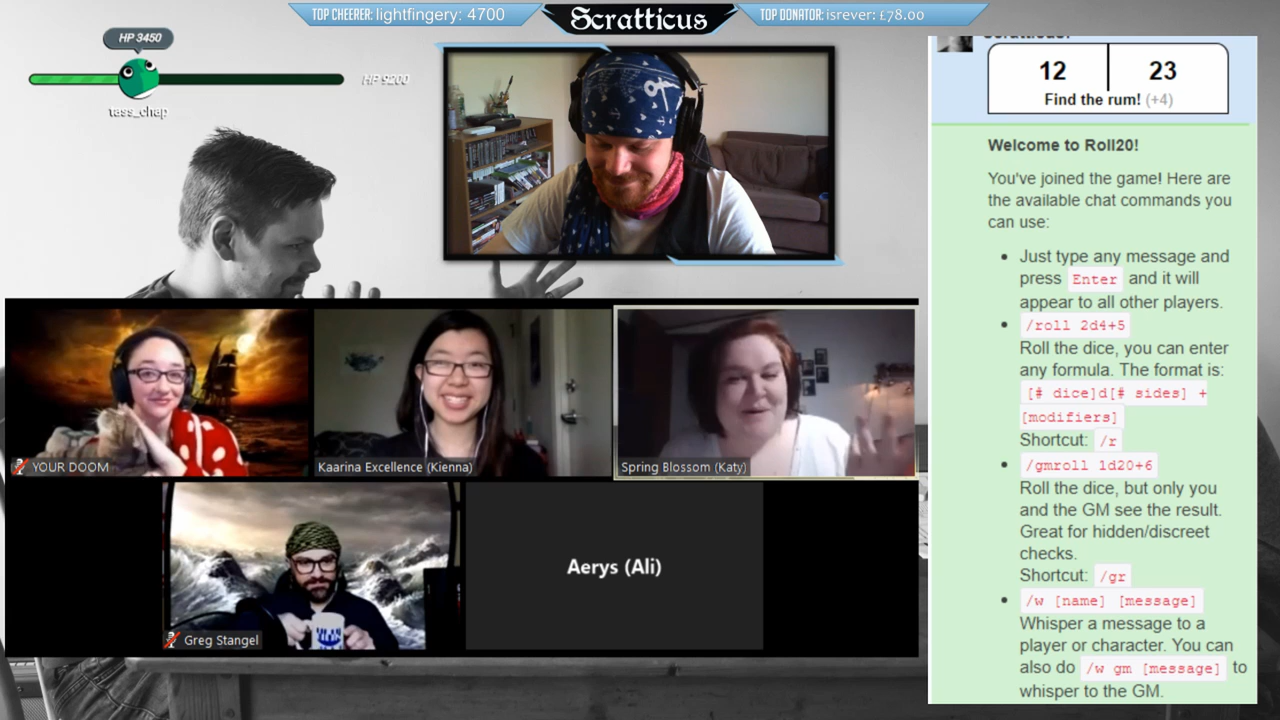 TOP CHEERER: lightfingery: 4700
Scratticus
TOP DONATOR: isrever: £78.00
HP 3450
HP 9200
tass_chap
YOUR DOOM
Kaarina Excellence (Kienna)
Spring Blossom (Katy)
Greg Stangel
Aerys (Ali)
12 23
Find the rum! (+4)
Welcome to Roll20!
You've joined the game! Here are
the available chat commands you
can use:
• Just type any message and
press Enter and it will
appear to all other players.
• /roll 2d4+5
Roll the dice, you can enter
any formula. The format is:
[# dice]d[# sides] +
[modifiers]
Shortcut: /r
• /gmroll 1d20+6
Roll the dice, but only you
and the GM see the result.
Great for hidden/discreet
checks.
Shortcut: /gr
• /w [name] [message]
Whisper a message to a
player or character. You can
also do /w gm [message] to
whisper to the GM.